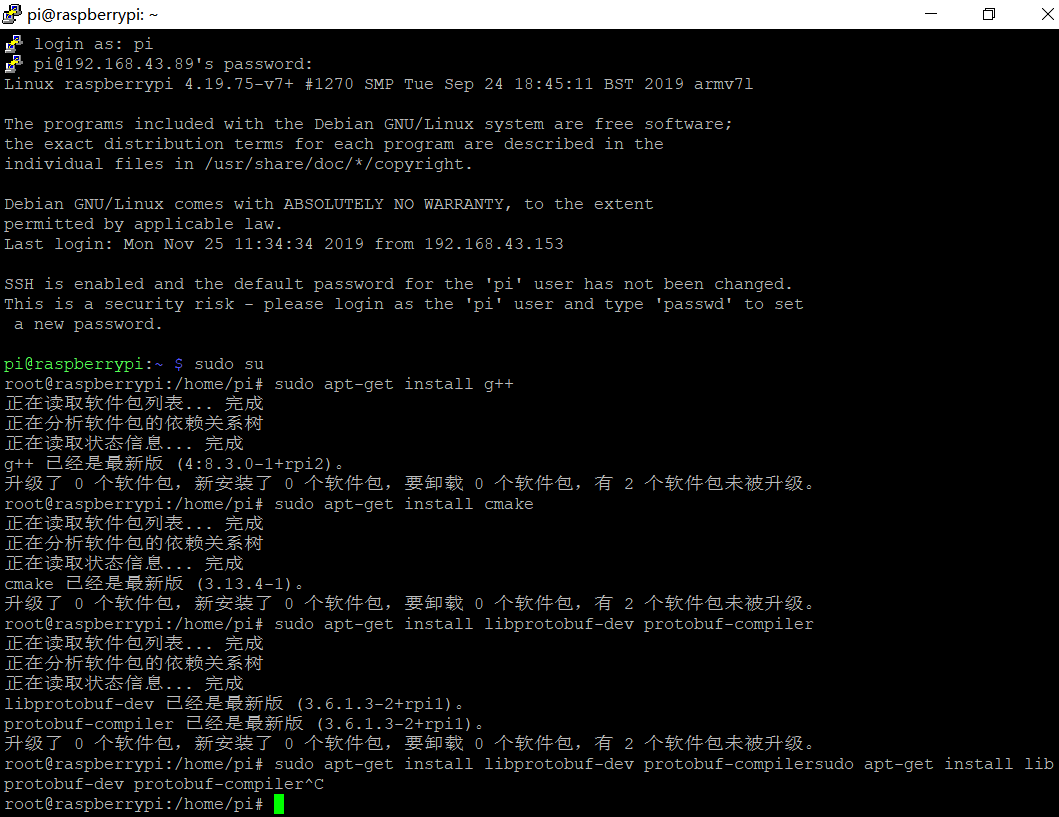 pi@raspberrypi: ~
login as: pi
pi@192.168.43.89's password:
Linux raspberrypi 4.19.75-v7+ #1270 SMP Tue Sep 24 18:45:11 BST 2019 armv7l
The programs included with the Debian GNU/Linux system are free software;
the exact distribution terms for each program are described in the
individual files in /usr/share/doc/*/copyright.
Debian GNU/Linux comes with ABSOLUTELY NO WARRANTY, to the extent
permitted by applicable law.
Last login: Mon Nov 25 11:34:34 2019 from 192.168.43.153
SSH is enabled and the default password for the 'pi' user has not been changed.
This is a security risk - please login as the 'pi' user and type 'passwd' to set
a new password.
pi@raspberrypi:~ $ sudo su
root@raspberrypi:/home/pi# sudo apt-get install g++
正在读取软件包列表... 完成
正在分析软件包的依赖关系树
正在读取状态信息... 完成
g++ 已经是最新版 (4:8.3.0-1+rpi2)。
升级了 0 个软件包，新安装了 0 个软件包，要卸载 0 个软件包，有 2 个软件包未被升级。
root@raspberrypi:/home/pi# sudo apt-get install cmake
正在读取软件包列表... 完成
正在分析软件包的依赖关系树
正在读取状态信息... 完成
cmake 已经是最新版 (3.13.4-1)。
升级了 0 个软件包，新安装了 0 个软件包，要卸载 0 个软件包，有 2 个软件包未被升级。
root@raspberrypi:/home/pi# sudo apt-get install libprotobuf-dev protobuf-compiler
正在读取软件包列表... 完成
正在分析软件包的依赖关系树
正在读取状态信息... 完成
libprotobuf-dev 已经是最新版 (3.6.1.3-2+rpi1)。
protobuf-compiler 已经是最新版 (3.6.1.3-2+rpi1)。
升级了 0 个软件包，新安装了 0 个软件包，要卸载 0 个软件包，有 2 个软件包未被升级。
root@raspberrypi:/home/pi# sudo apt-get install libprotobuf-dev protobuf-compilersudo apt-get install lib
protobuf-dev protobuf-compiler^C
root@raspberrypi:/home/pi#